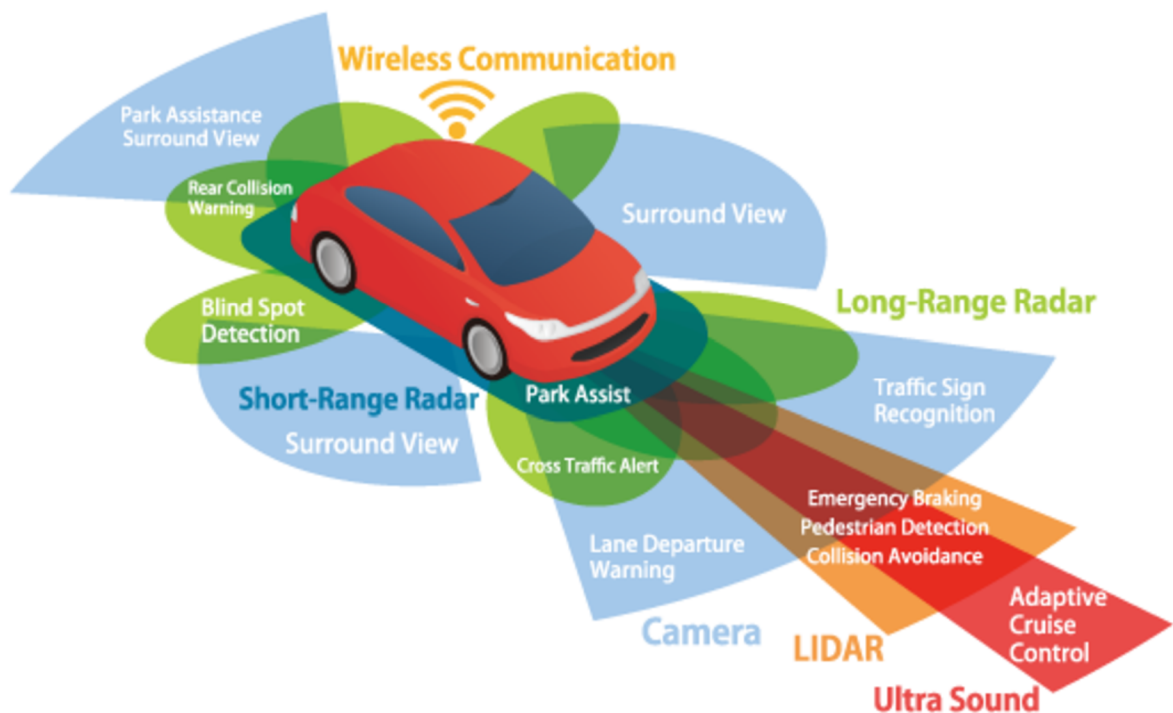 Wireless Communication
Park Assistance
Surround View
Rear Collision
Warning
Surround View
Blind Spot
Detection
Long-Range Radar
Short-Range Radar
Park Assist
Traffic Sign
Recognition
Surround View
Cross Traffic Alert
Emergency Braking
Pedestrian Detection
Collision Avoidance
Lane Departure
Warning
Adaptive
Cruise
Control
Camera
LIDAR
Ultra Sound